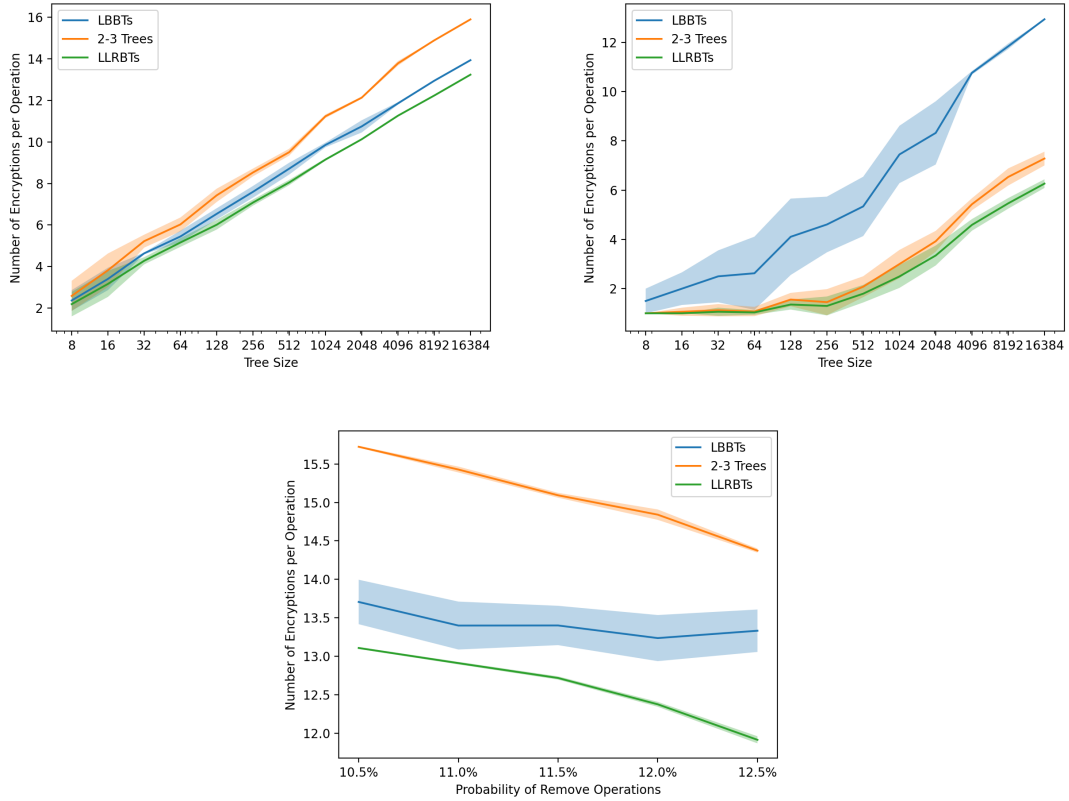 LBBTs
2-3 Trees
LLRBTs
Number of Encryptions per Operation
16
14
12
10
8
6
4
2
8 16 32 64 128 256 512 1024 2048 4096 8192 16384
Tree Size
LBBTs
2-3 Trees
LLRBTs
Number of Encryptions per Operation
12
10
8
6
4
2
8 16 32 64 128 256 512 1024 2048 4096 8192 16384
Tree Size
LBBTs
2-3 Trees
LLRBTs
Number of Encryptions per Operation
15.5
15.0
14.5
14.0
13.5
13.0
12.5
12.0
10.5% 11.0% 11.5% 12.0% 12.5%
Probability of Remove Operations